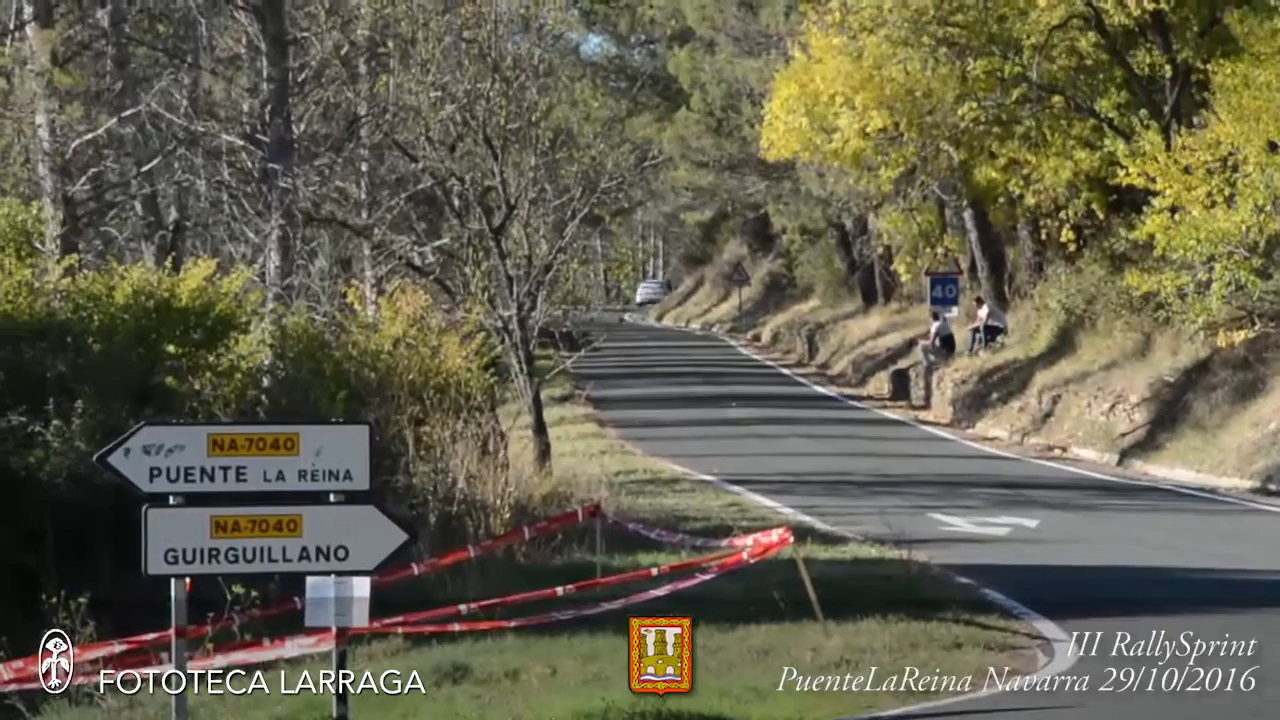 40
NA-7040
PUENTE LA REINA
NA-7040
GUIRGUILLANO
FOTOTECA LARRAGA
III RallySprint
PuenteLaReina Navarra 29/10/2016